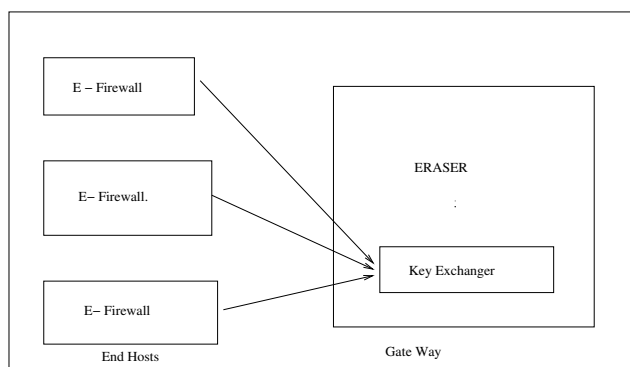 E − Firewall
E− Firewall.
E− Firewall
End Hosts
ERASER
:
Key Exchanger
Gate Way